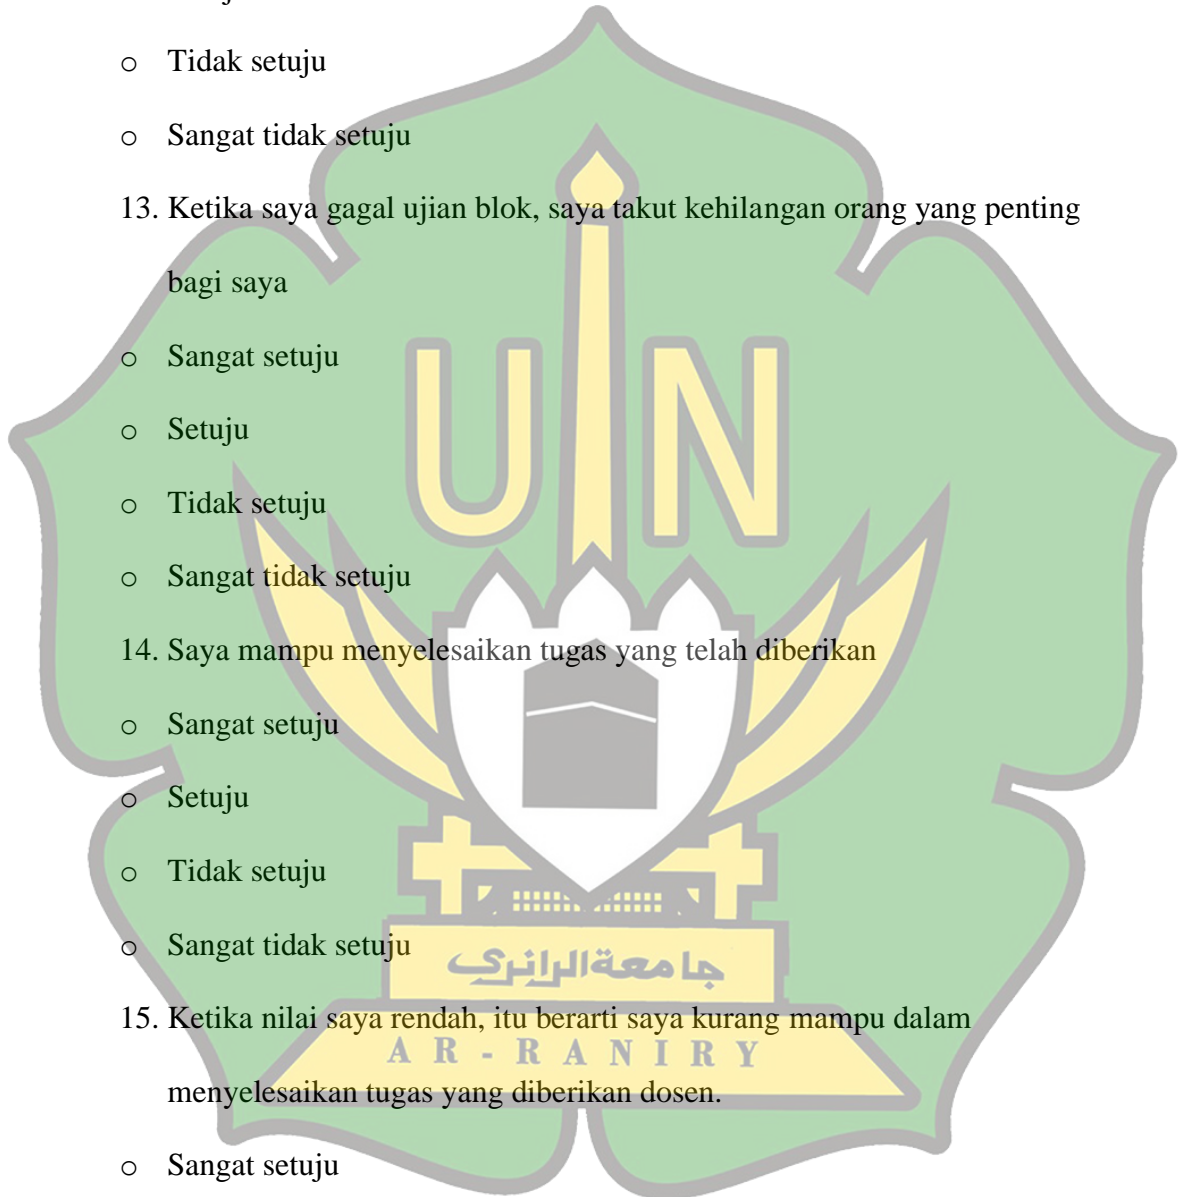 o Tidak setuju
o Sangat tidak setuju
13. Ketika saya gagal ujian blok, saya takut kehilangan orang yang penting
bagi saya
o Sangat setuju
UIN
o Setuju
o Tidak setuju
o Sangat tidak setuju
14. Saya mampu menyelesaikan tugas yang telah diberikan
o Sangat setuju
o Setuju
o Tidak setuju
o Sangat tidak setuju
جامعة الرانري
15. Ketika nilai saya rendah, itu berarti saya kurang mampu dalam
AR-RANIRY
menyelesaikan tugas yang diberikan dosen.
o Sangat setuju